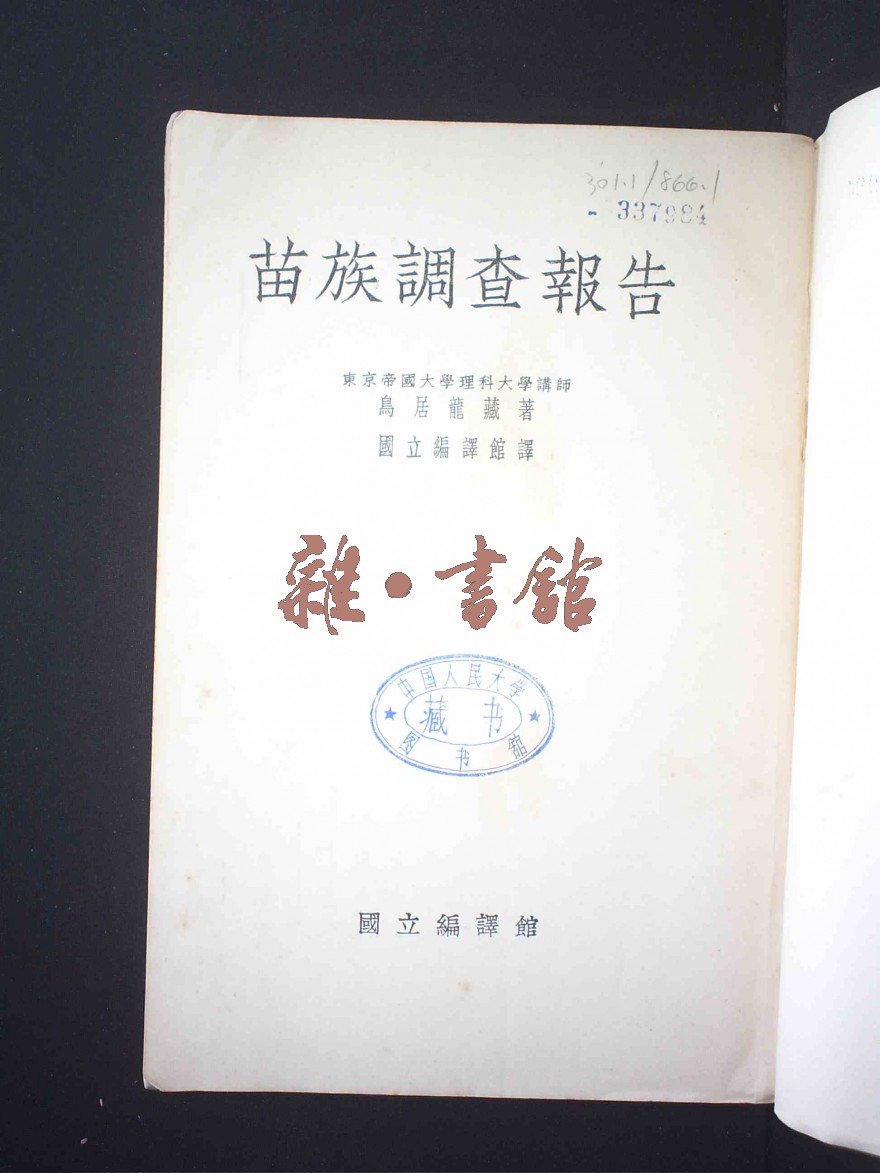 301.1/866.1
- 337984
苗族調查報告
東京帝國大學理科大學講師
鳥居龍藏著
國立編譯館譯
雜·書館
中国人民大学
藏书
图书馆
國立編譯館